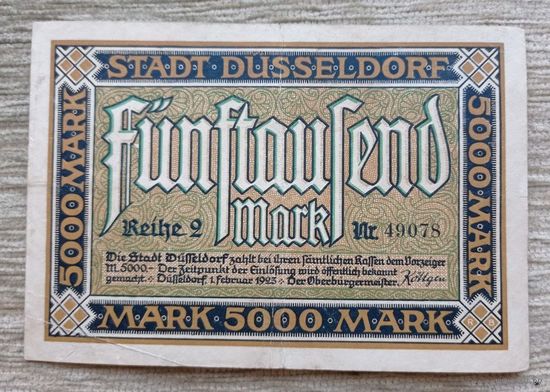 STADT DÜSSELDORF
5000 MARK
5000 MARK
Fünftausend
Mark
Reihe 2
Nr. 49078
Die Stadt Düsseldorf zahlt bei ihren sämtlichen Kassen dem Vorzeiger
M. 5000.- Der Zeitpunkt der Einlösung wird öffentlich bekannt
gemacht. Düsseldorf, 1. Februar 1923 Der Oberbürgermeister. Köttgen
MARK 5000 MARK